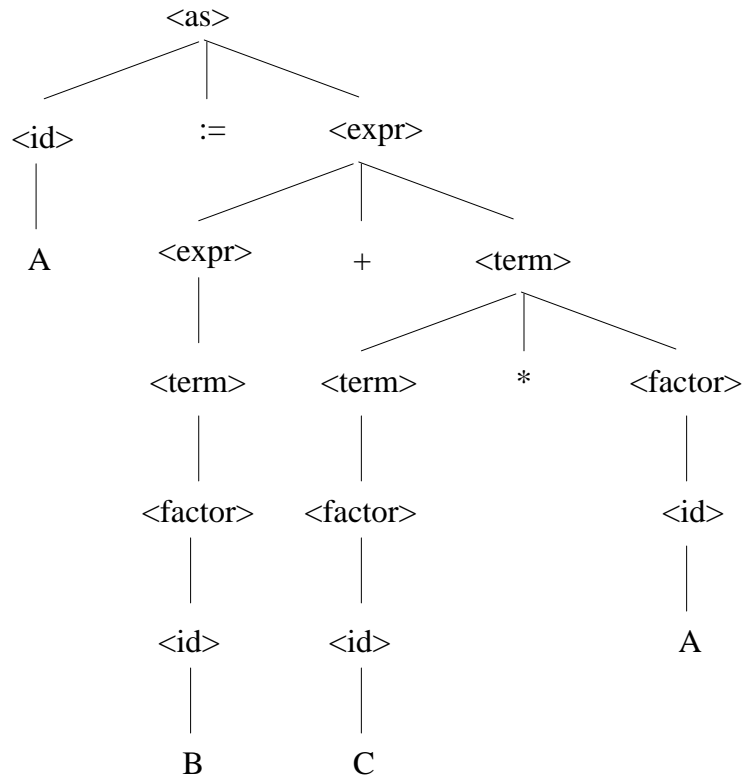 <as>
<id> := <expr>
A <expr> + <term>
<term> <term> * <factor>
<factor> <factor> <id>
<id> <id> A
B C